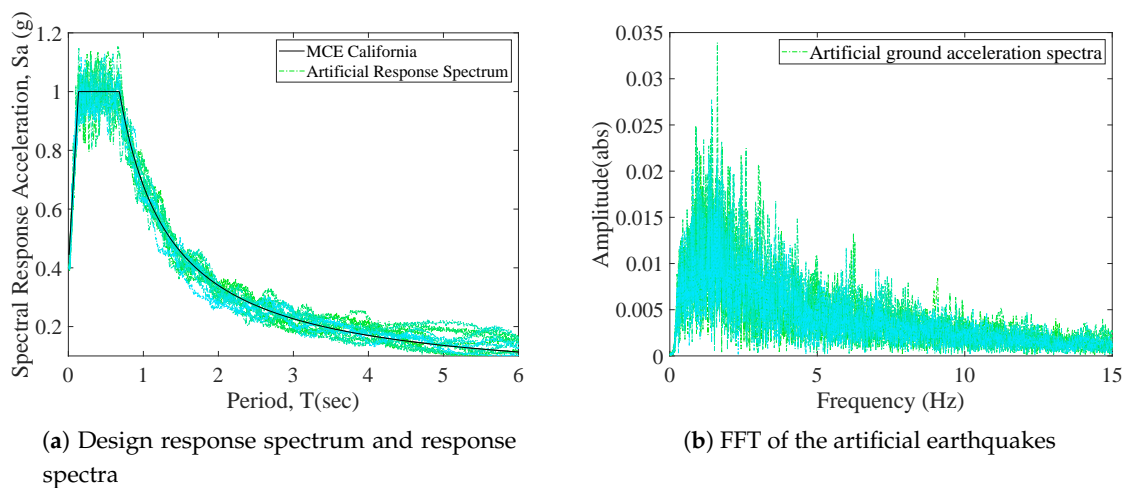 Spectral Response Acceleration, Sa (g)
1.2
1
0.8
0.6
0.4
0.2
MCE California
Artificial Response Spectrum
0 1 2 3 4 5 6
Period, T(sec)
(a) Design response spectrum and response
spectra
Amplitude(abs)
0.035
0.03
0.025
0.02
0.015
0.01
0.005
0
Artificial ground acceleration spectra
0 5 10 15
Frequency (Hz)
(b) FFT of the artificial earthquakes